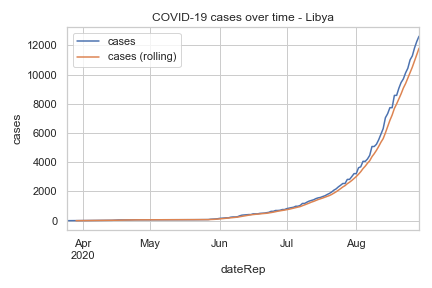 COVID-19 cases over time - Libya
cases
cases (rolling)
12000
10000
8000
6000
4000
2000
0
cases
Apr May Jun Jul Aug
2020
dateRep